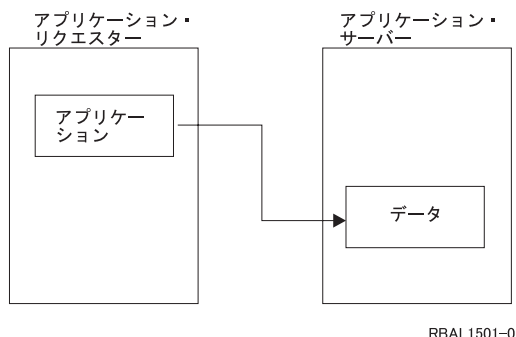 アプリケーション・
リクエスター
アプリケーション・
サーバー
アプリケー
ション
データ
RBAL1501-0